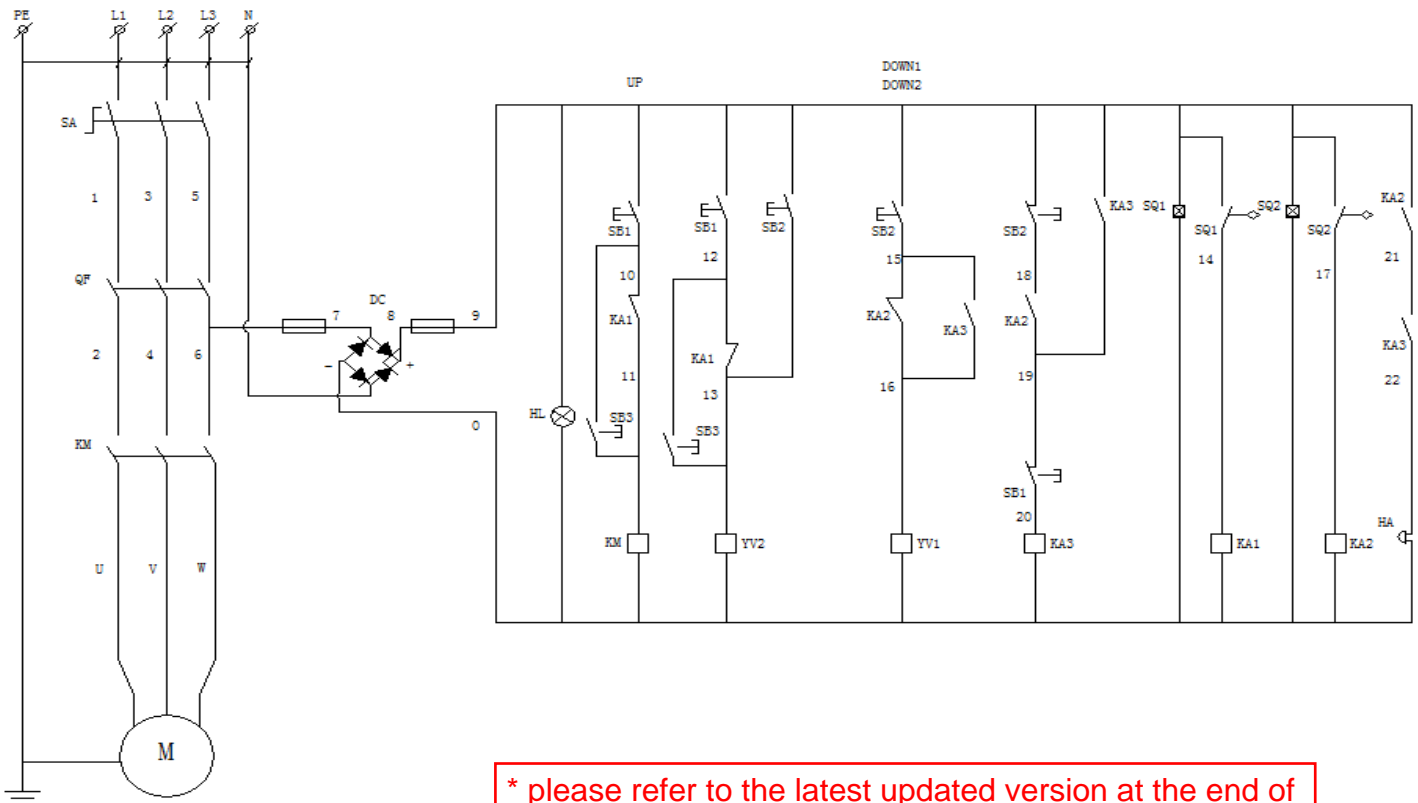 PE L1 L2 L3 N
DOWN1
UP DOWN2
SA
1 3 5 KA2
KA3 SQ1 SQ2
SB1 SB1 SB2 SB2 SB2 SQ1 SQ2
12 15 14 21
QF 10 18 17
DC
7 8 9 KA1 KA2 KA3 KA2
2 4 6 - + KA1 KA3
11 19 22
13 16
HL SB3
0 SB3
KM
SB1
20
KM YV2 YV1 KA3 KA1 KA2 HA
U V W
M
* please refer to the latest updated version at the end of